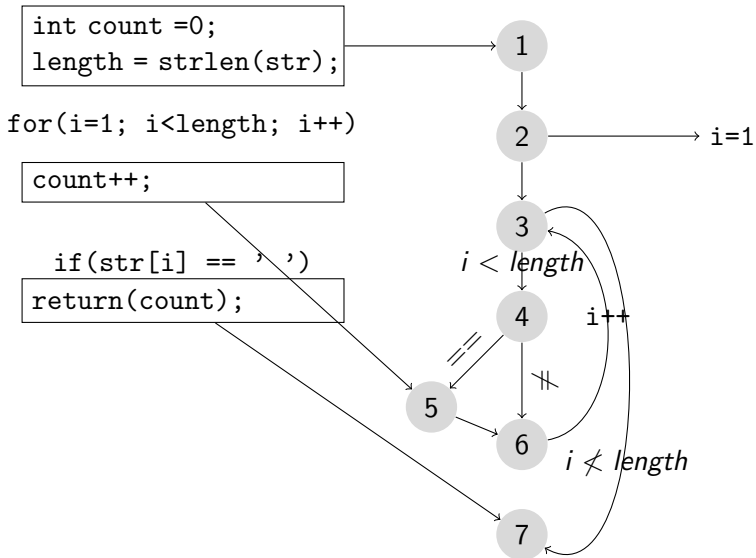 int count =0;
length = strlen(str);
for(i=1; i<length; i++)
count++;
if(str[i] == ' ')
return(count);
1
2
i=1
3
i < length
4
i++
==
≠
5
6
i ≮ length
7